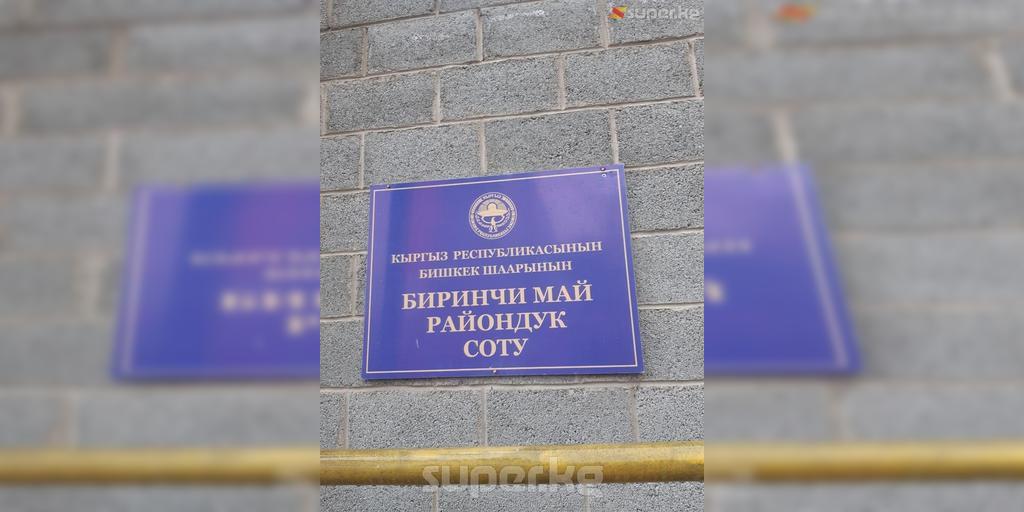 super.kg
КЫРГЫЗ РЕСПУБЛИКАСЫНЫН
БИШКЕК ШААРЫНЫН
БИРИНЧИ МАЙ
РАЙОНДУК
СОТУ
super.kg